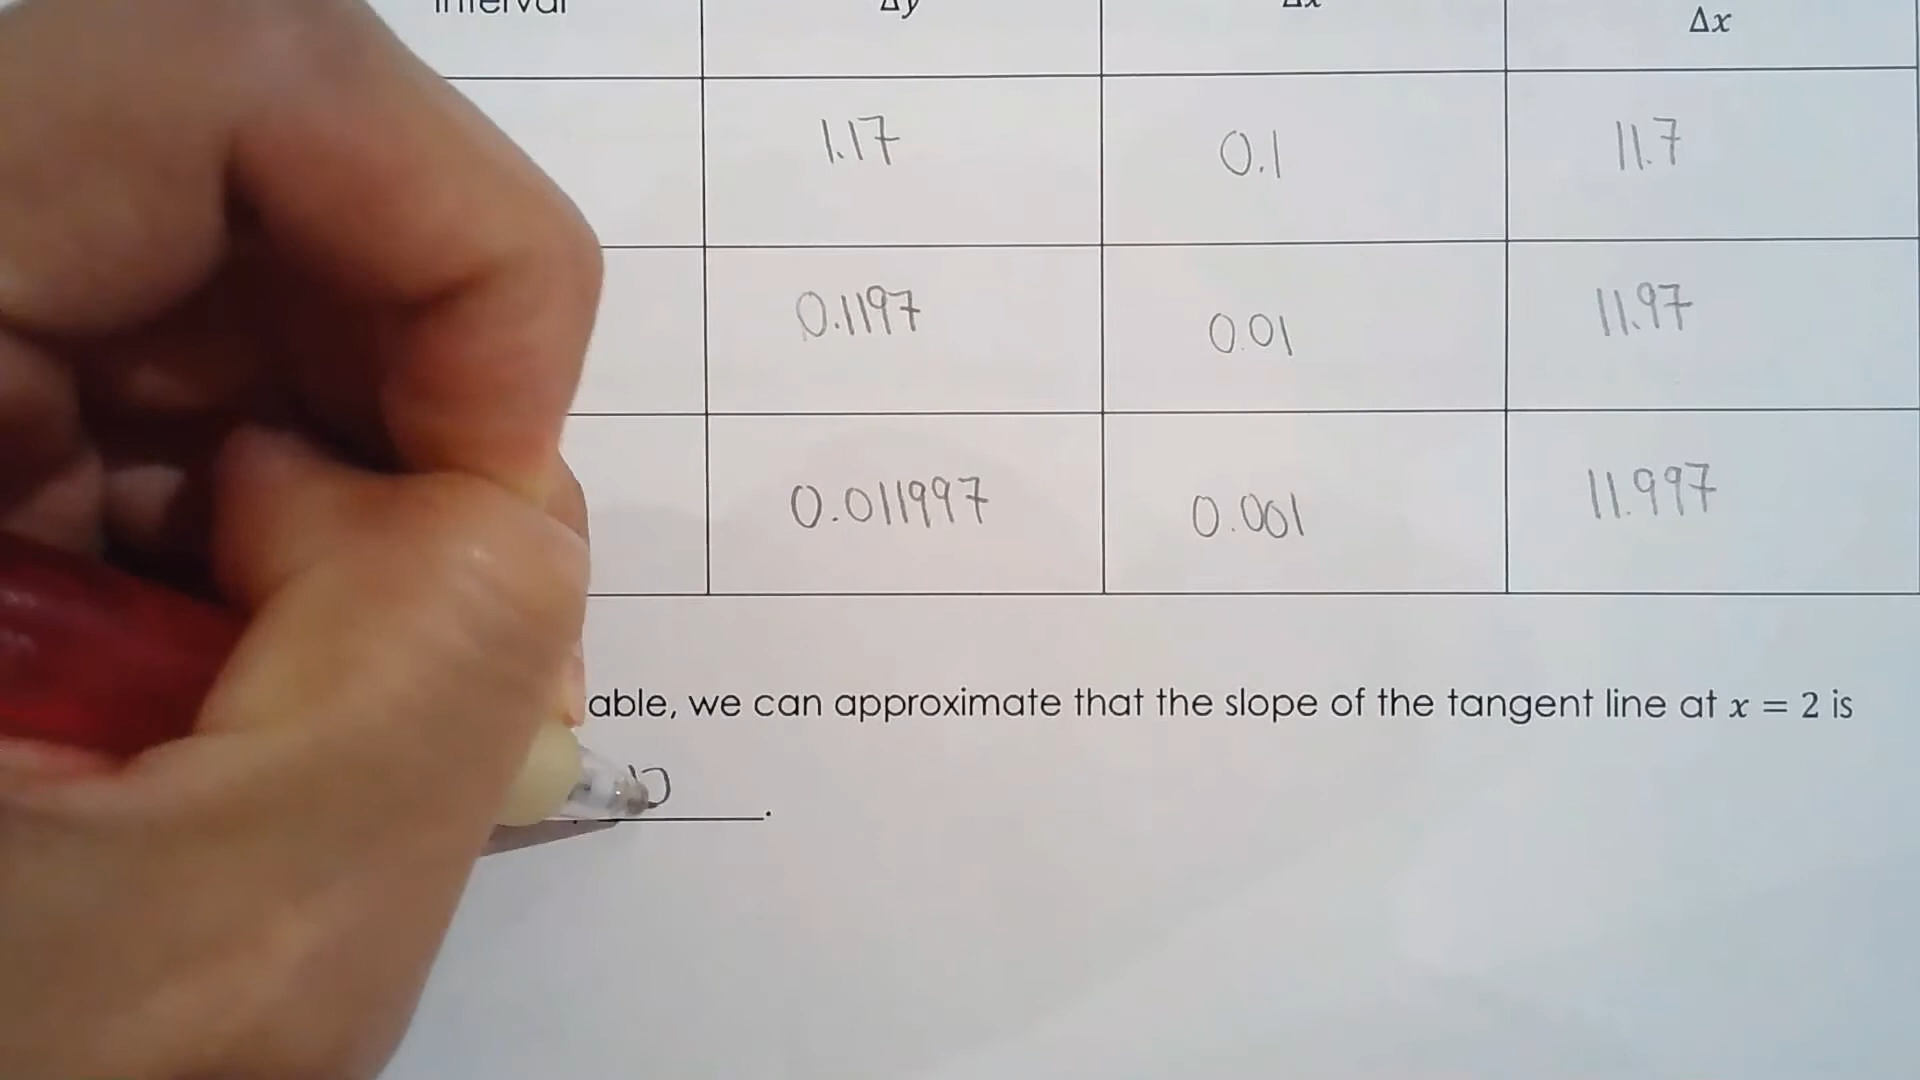 Interval Δy Δx Δx
1.17 0.1 11.7
0.1197 0.01 11.97
0.011997 0.001 11.997
able, we can approximate that the slope of the tangent line at x = 2 is
.